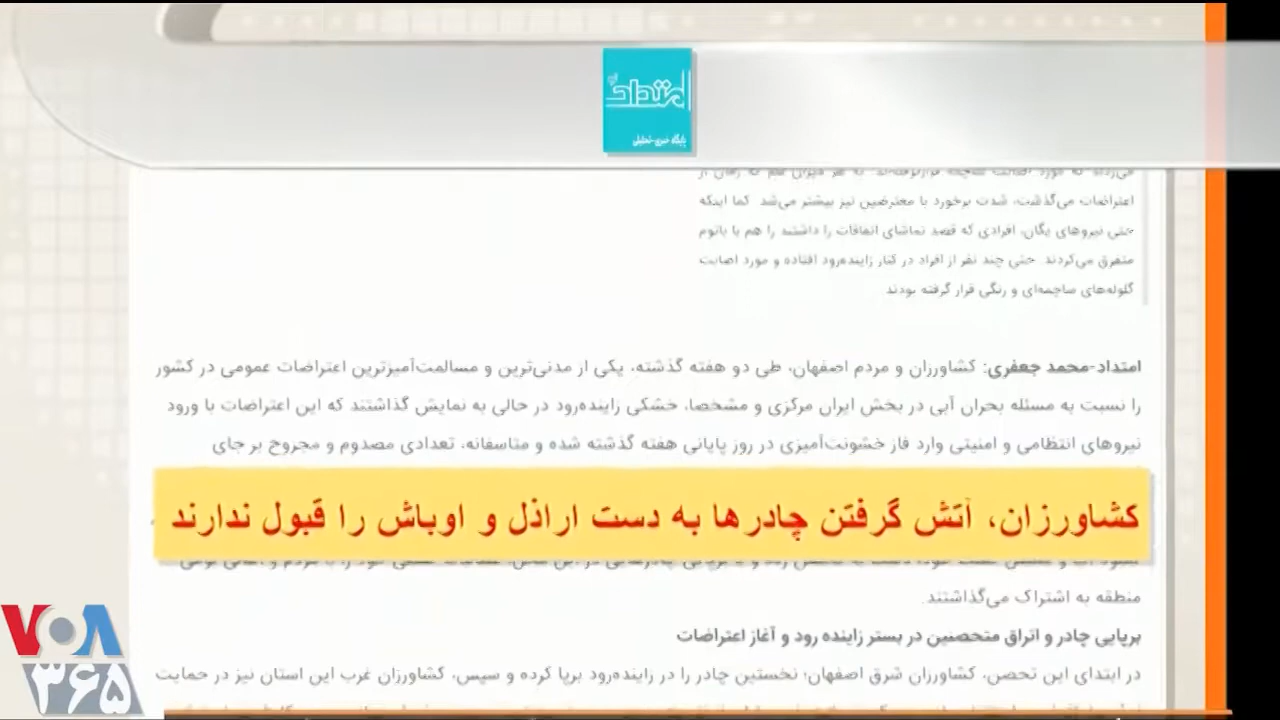 امتداد
پایگاه خبری-تحلیلی
اعتراضات می‌گذشت، شدت برخورد با معترضین نیز بیشتر می‌شد. کما اینکه
حتی نیروهای یگان، افرادی که قصد تماشای اتفاقات را داشتند را هم با باتوم
متفرق می‌کردند. حتی چند نفر از افراد در کنار زاینده‌رود افتاده و مورد اصابت
گلوله‌های ساچمه‌ای و رنگی قرار گرفته بودند.
امتداد-محمد جعفری: کشاورزان و مردم اصفهان، طی دو هفته گذشته، یکی از مدنی‌ترین و مسالمت‌آمیزترین اعتراضات عمومی در کشور
را نسبت به مسئله بحران آبی در بخش ایران مرکزی و مشخصا، خشکی زاینده‌رود در حالی به نمایش گذاشتند که این اعتراضات با ورود
نیروهای انتظامی و امنیتی وارد فاز خشونت‌آمیزی در روز پایانی هفته گذشته شده و متاسفانه، تعدادی مصدوم و مجروح بر جای
کشاورزان، آتش گرفتن چادرها به دست اراذل و اوباش را قبول ندارند
منطقه به اشتراک می‌گذاشتند.
برپایی چادر و اتراق متحصنین در بستر زاینده رود و آغاز اعتراضات
در ابتدای این تحصن، کشاورزان شرق اصفهان؛ نخستین چادر را در زاینده‌رود برپا کرده و سپس، کشاورزان غرب این استان نیز در حمایت
VOA
۳۶۵